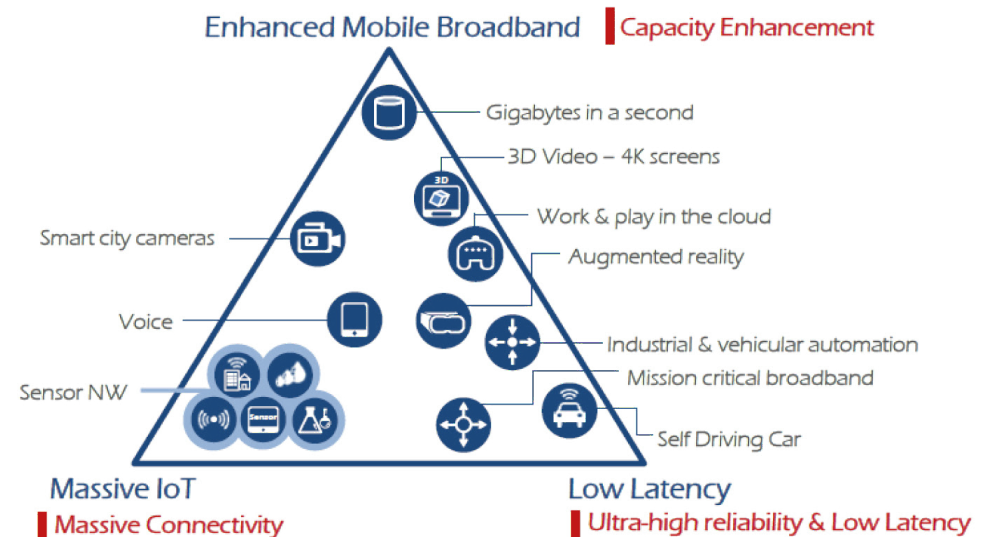 Enhanced Mobile Broadband
Capacity Enhancement
Gigabytes in a second
3D Video – 4K screens
3D
Work & play in the cloud
Smart city cameras
Augmented reality
Voice
Industrial & vehicular automation
Mission critical broadband
Sensor NW
Sensor
Self Driving Car
Massive IoT
Low Latency
Massive Connectivity
Ultra-high reliability & Low Latency